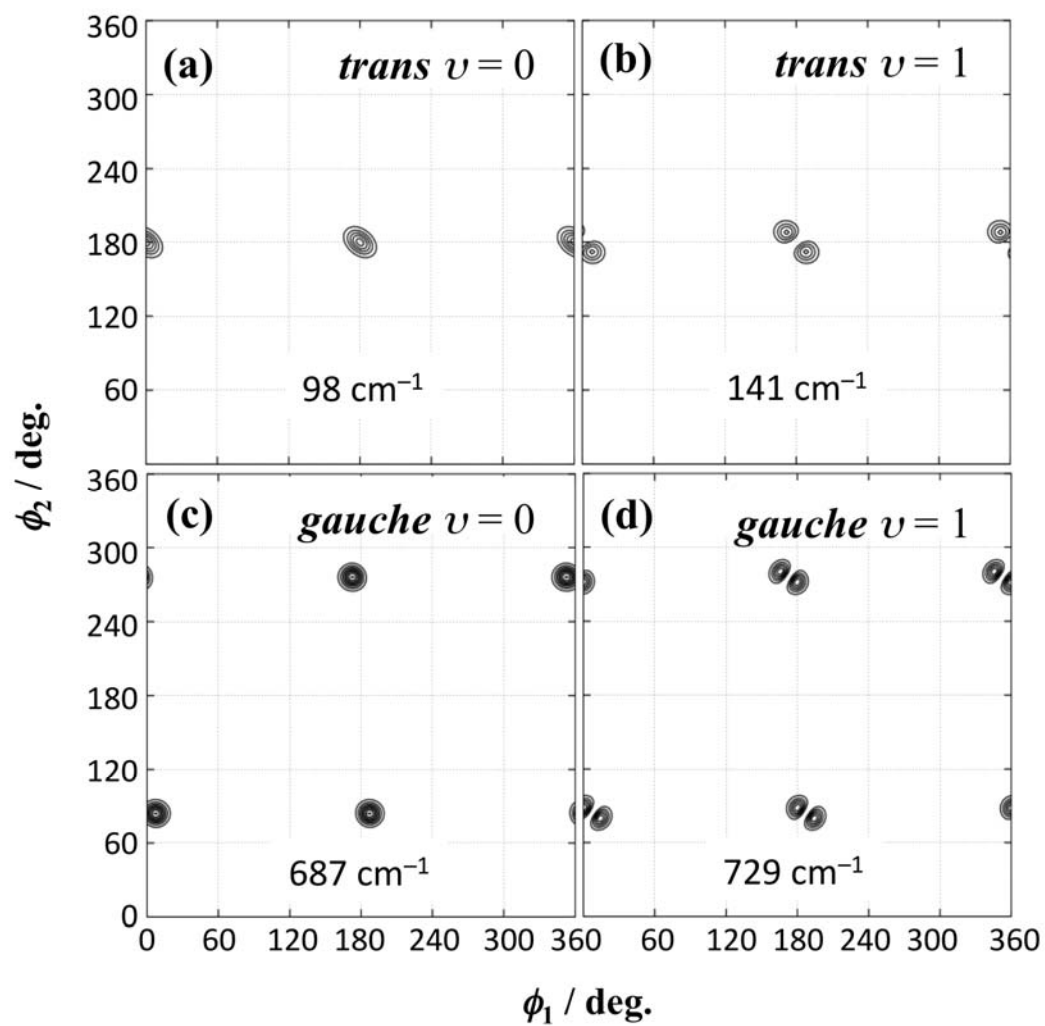 360
300
240
180
120
60
(a) trans υ = 0
98 cm⁻¹
(b) trans υ = 1
141 cm⁻¹
ϕ₂ / deg.
360
300
240
180
120
60
0
(c) gauche υ = 0
687 cm⁻¹
(d) gauche υ = 1
729 cm⁻¹
0 60 120 180 240 300 360 60 120 180 240 300 360
ϕ₁ / deg.